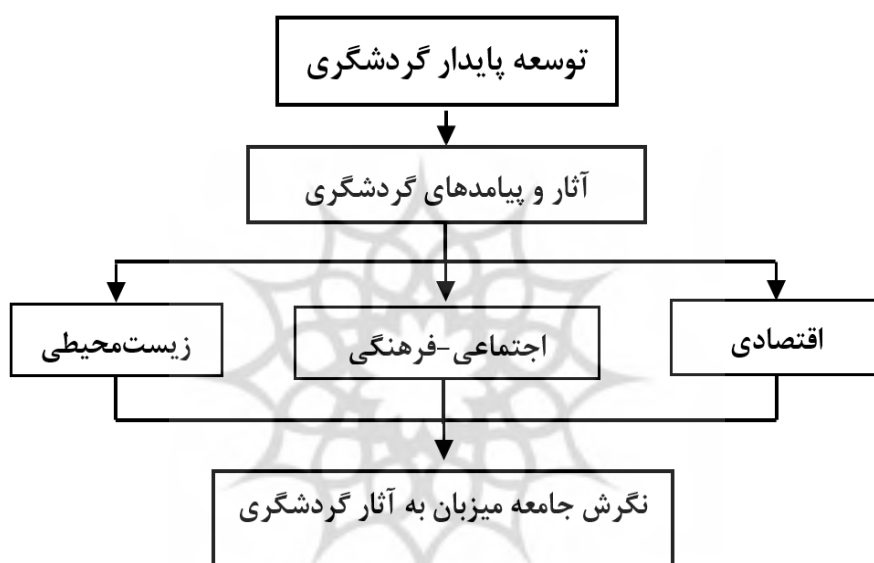 توسعه پایدار گردشگری
آثار و پیامدهای گردشگری
اقتصادی
اجتماعی-فرهنگی
زیست‌محیطی
نگرش جامعه میزبان به آثار گردشگری